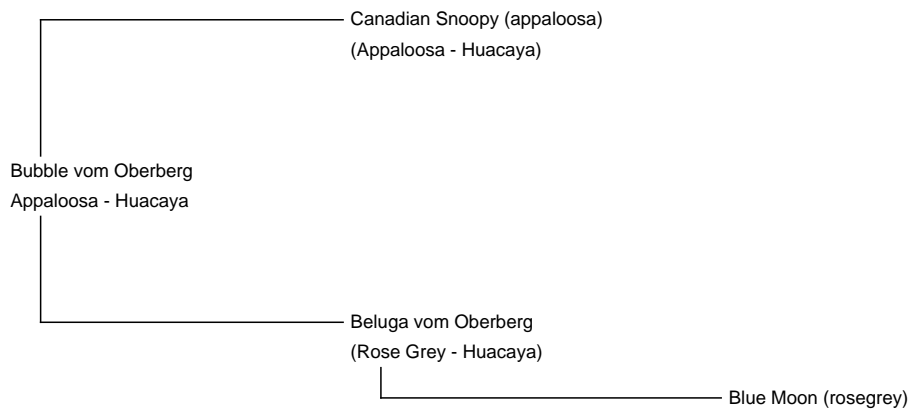 Canadian Snoopy (appaloosa)
(Appaloosa - Huacaya)
Bubble vom Oberberg
Appaloosa - Huacaya
Beluga vom Oberberg
(Rose Grey - Huacaya)
Blue Moon (rosegrey)